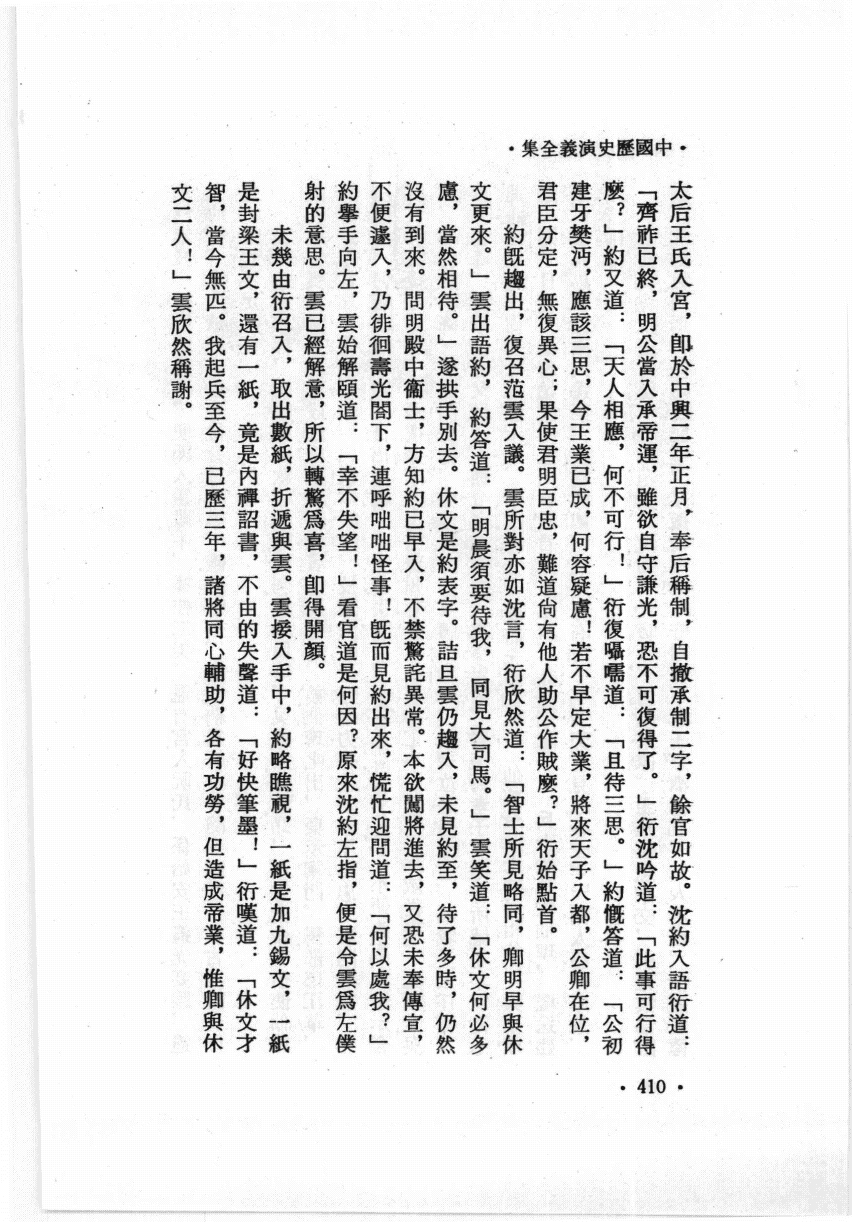 ・中國歷史演義全集・
太后王氏入宮，卽於中興二年正月，奉后稱制，自撤承制二字，餘官如故。沈約入語衍道：
「齊祚已終，明公當入承帝運，雖欲自守謙光，恐不可復得了。」衍沈吟道：「此事可行得
麼？」約又道：「天人相應，何不可行！」衍復囁嚅道：「且待三思。」約慨答道：「公初
建牙樊沔，應該三思，今王業已成，何容疑慮！若不早定大業，將來天子入都，公卿在位，
君臣分定，無復異心；果使君明臣忠，難道尙有他人助公作賊麼？」衍始點首。
約旣趨出，復召范雲入議。雲所對亦如沈言，衍欣然道：「智士所見略同，卿明早與休
文更來。」雲出語約，約答道：「明晨須要待我，同見大司馬。」雲笑道：「休文何必多
慮，當然相待。」遂拱手別去。休文是約表字。詰旦雲仍趨入，未見約至，待了多時，仍然
沒有到來。問明殿中衞士，方知約已早入，不禁驚詫異常。本欲闖將進去，又恐未奉傳宣，
不便遽入，乃徘徊壽光閣下，連呼咄咄怪事！旣而見約出來，慌忙迎問道：「何以處我？」
約擧手向左，雲始解頤道：「幸不失望！」看官道是何因？原來沈約左指，便是令雲爲左僕
射的意思。雲已經解意，所以轉驚爲喜，卽得開顏。
未幾由衍召入，取出數紙，折遞與雲。雲接入手中，約略瞧視，一紙是加九錫文，一紙
是封梁王文，還有一紙，竟是內禪詔書，不由的失聲道：「好快筆墨！」衍嘆道：「休文才
智，當今無匹。我起兵至今，已歷三年，諸將同心輔助，各有功勞，但造成帝業，惟卿與休
文二人！」雲欣然稱謝。
・410・